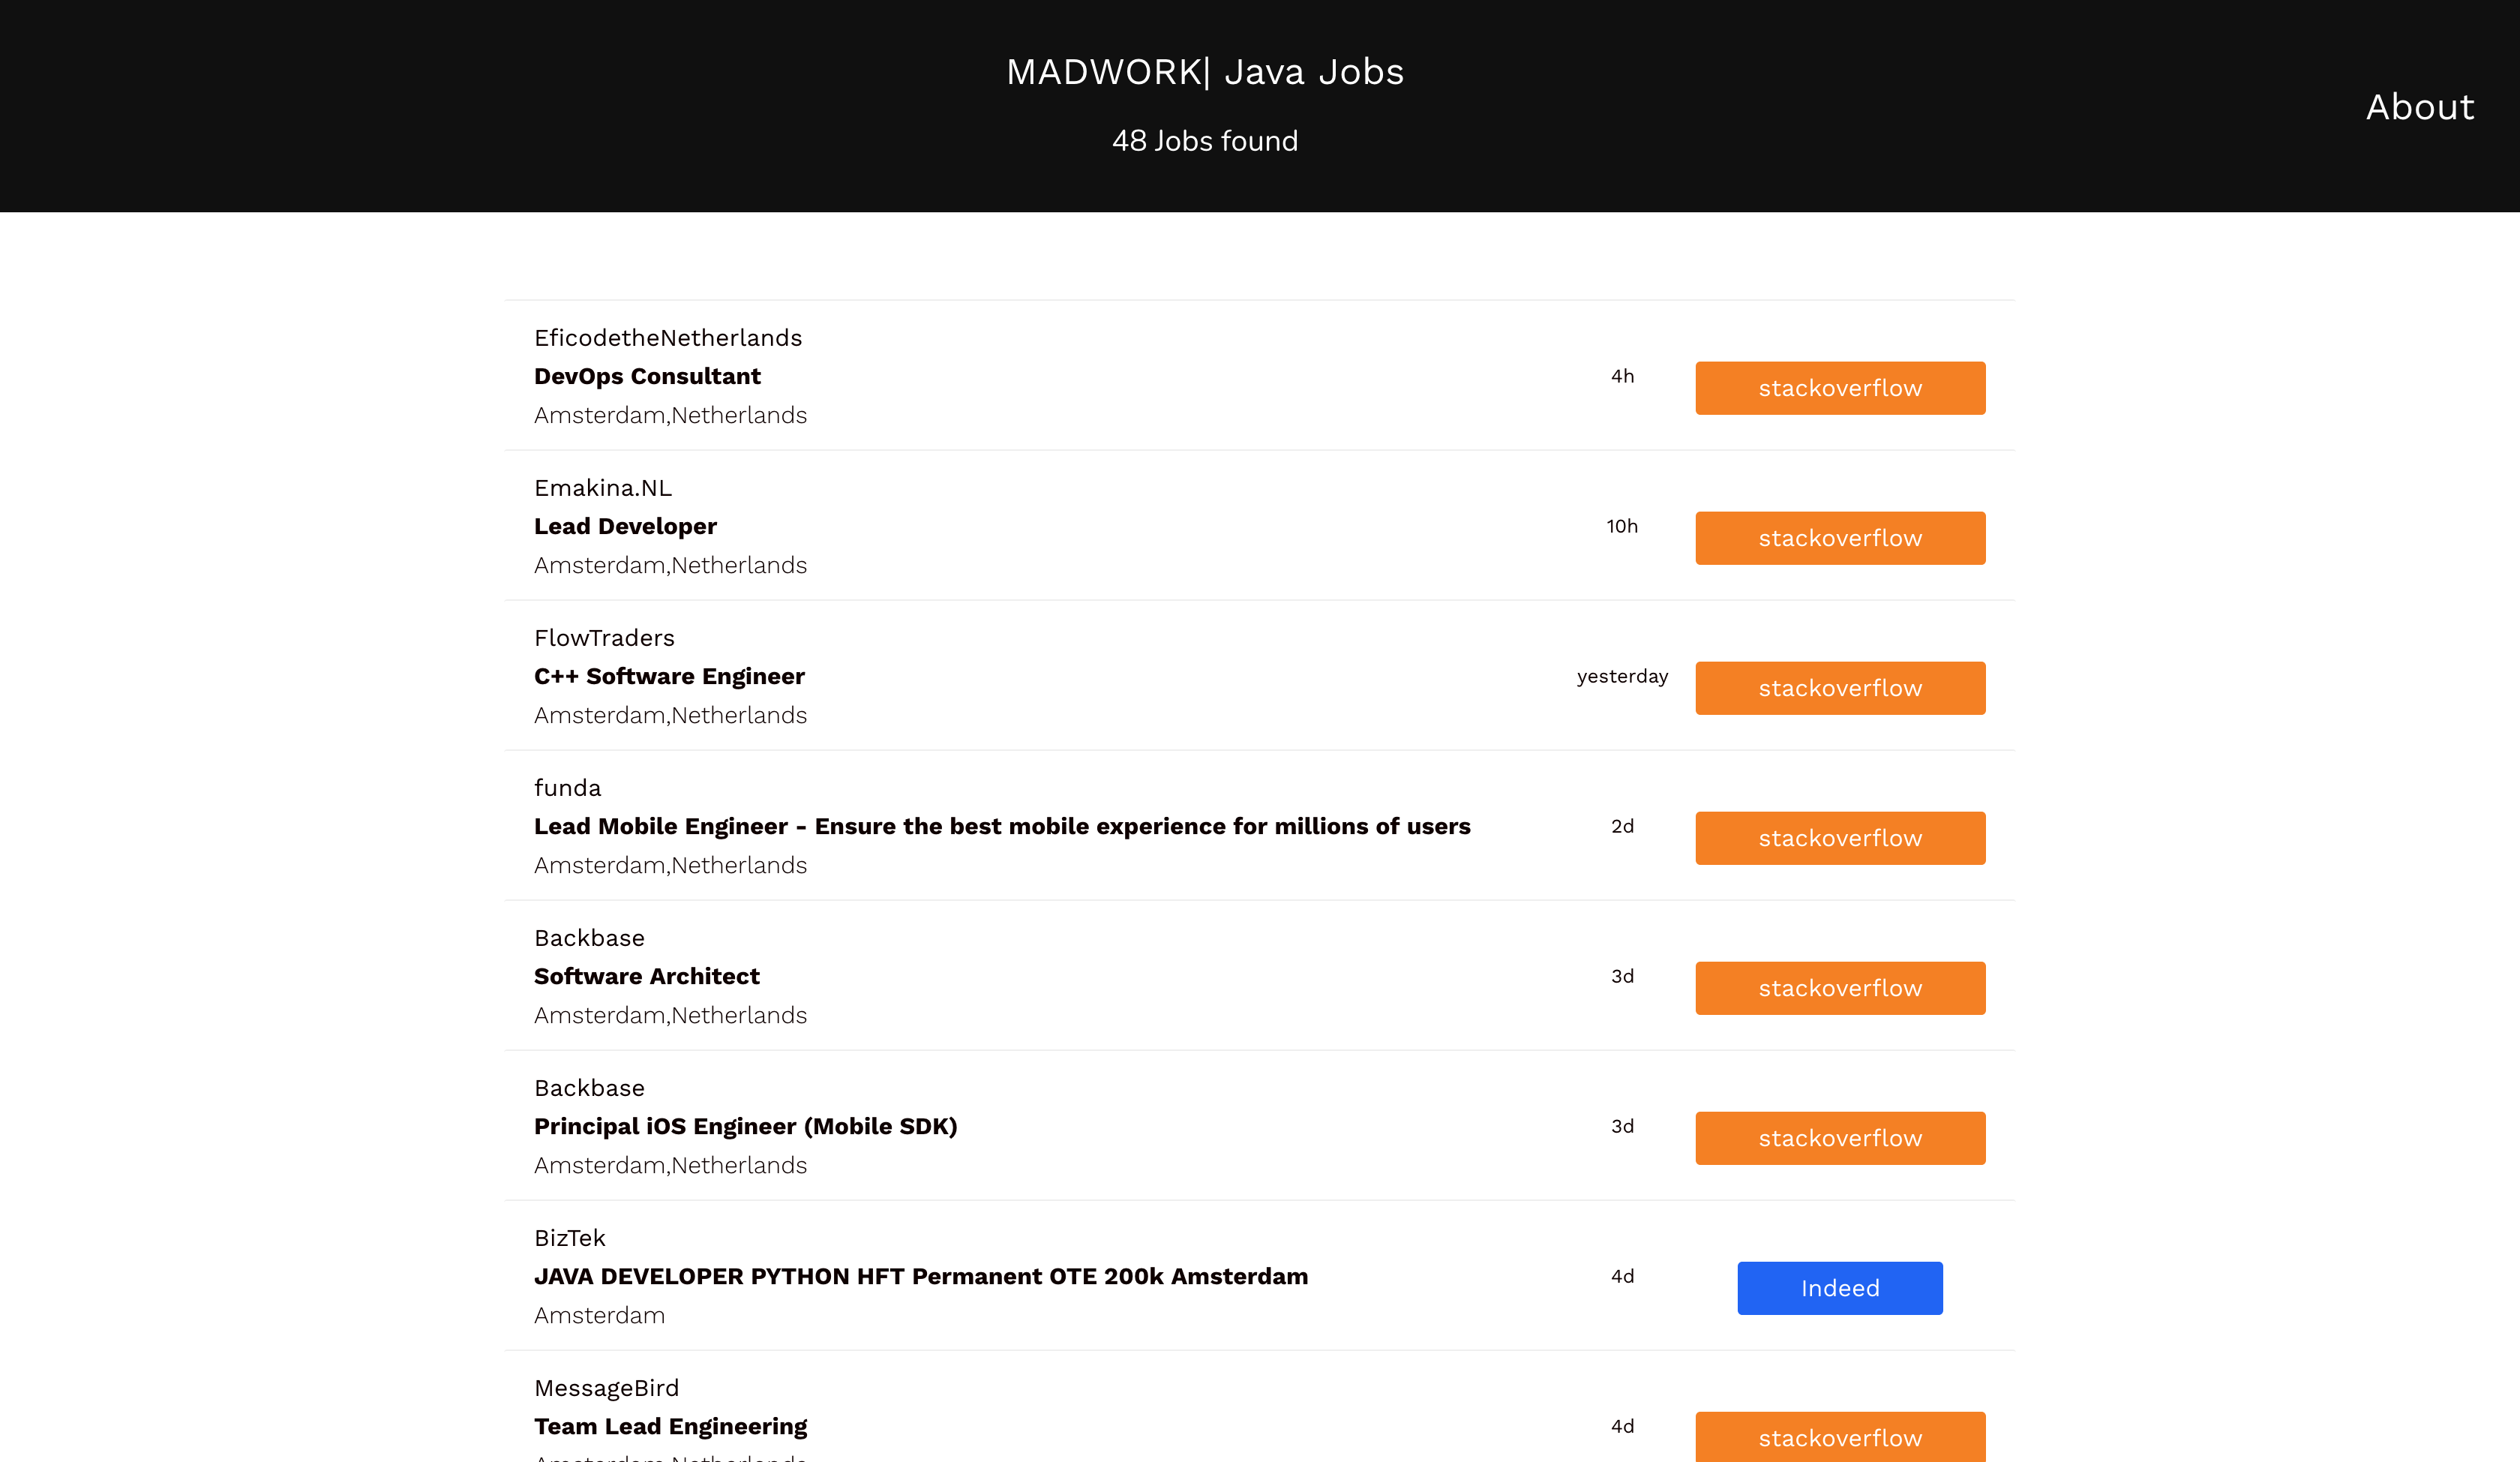 MADWORK| Java Jobs
48 Jobs found
About
EficodetheNetherlands
DevOps Consultant
Amsterdam,Netherlands
4h
stackoverflow
Emakina.NL
Lead Developer
Amsterdam,Netherlands
10h
stackoverflow
FlowTraders
C++ Software Engineer
Amsterdam,Netherlands
yesterday
stackoverflow
funda
Lead Mobile Engineer - Ensure the best mobile experience for millions of users
Amsterdam,Netherlands
2d
stackoverflow
Backbase
Software Architect
Amsterdam,Netherlands
3d
stackoverflow
Backbase
Principal iOS Engineer (Mobile SDK)
Amsterdam,Netherlands
3d
stackoverflow
BizTek
JAVA DEVELOPER PYTHON HFT Permanent OTE 200k Amsterdam
Amsterdam
4d
Indeed
MessageBird
Team Lead Engineering
4d
stackoverflow